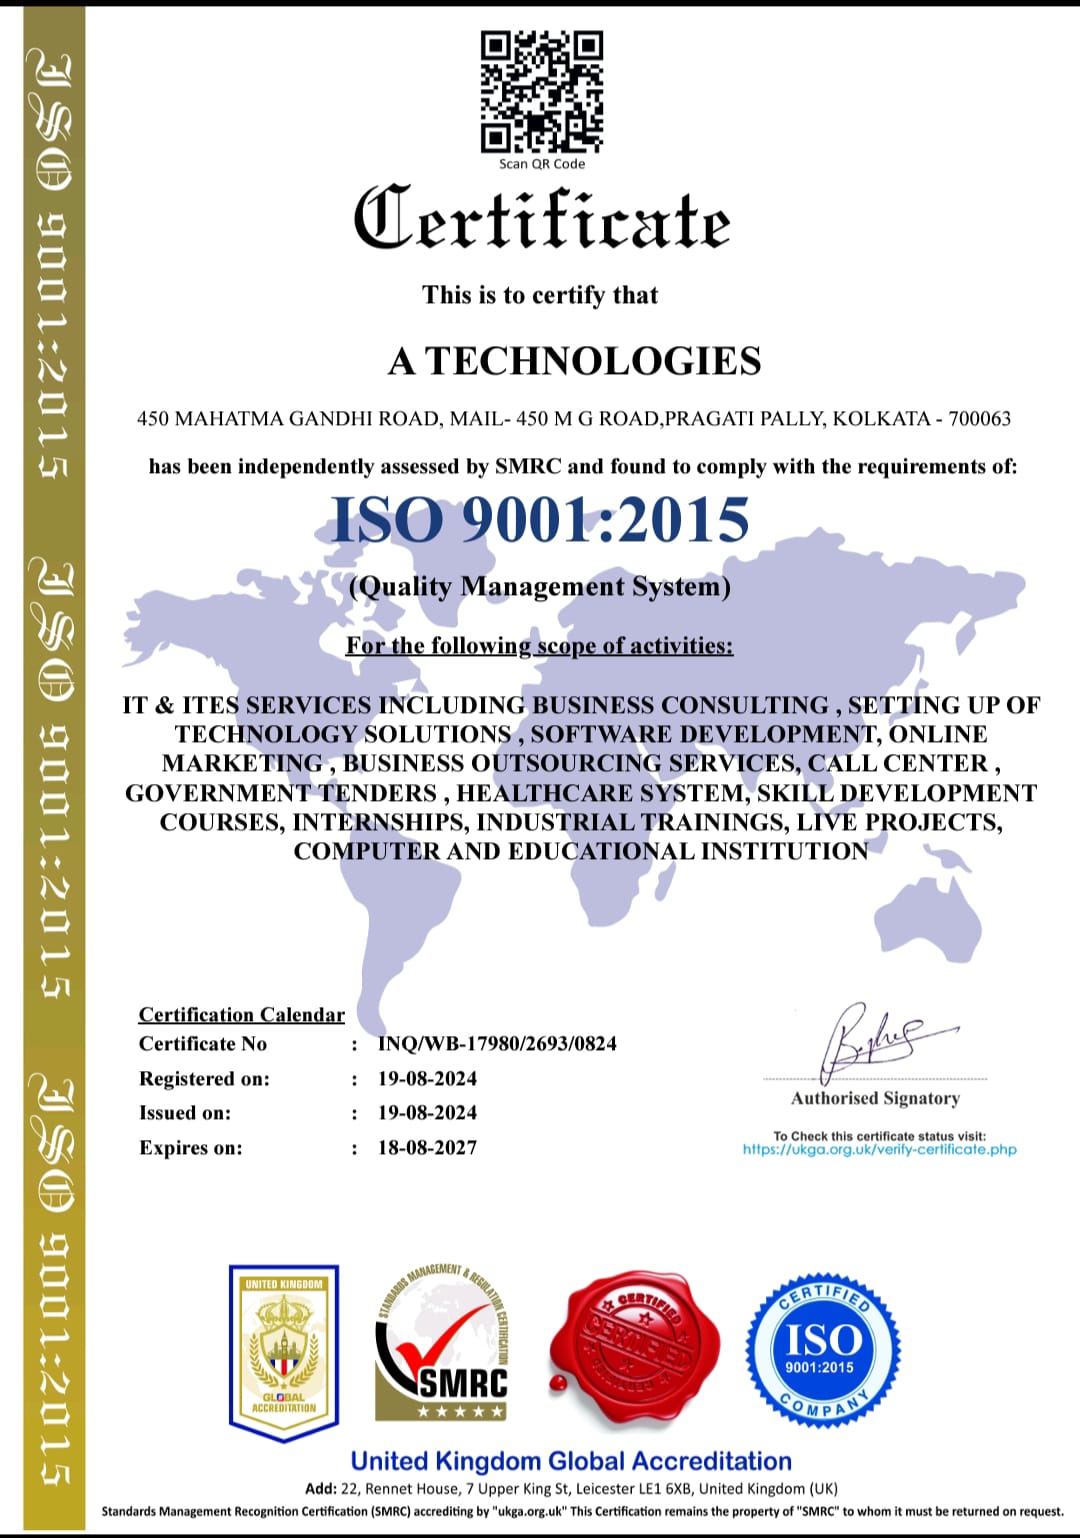 Scan QR Code
Certificate
This is to certify that
A TECHNOLOGIES
450 MAHATMA GANDHI ROAD, MAIL- 450 M G ROAD,PRAGATI PALLY, KOLKATA - 700063
has been independently assessed by SMRC and found to comply with the requirements of:
ISO 9001:2015
(Quality Management System)
For the following scope of activities:
IT & ITES SERVICES INCLUDING BUSINESS CONSULTING , SETTING UP OF
TECHNOLOGY SOLUTIONS , SOFTWARE DEVELOPMENT, ONLINE
MARKETING , BUSINESS OUTSOURCING SERVICES, CALL CENTER ,
GOVERNMENT TENDERS , HEALTHCARE SYSTEM, SKILL DEVELOPMENT
COURSES, INTERNSHIPS, INDUSTRIAL TRAININGS, LIVE PROJECTS,
COMPUTER AND EDUCATIONAL INSTITUTION
Certification Calendar
Certificate No : INQ/WB-17980/2693/0824
Registered on: : 19-08-2024
Issued on: : 19-08-2024
Expires on: : 18-08-2027
Authorised Signatory
To Check this certificate status visit:
https://ukga.org.uk/verify-certificate.php
ISO 9001:2015 ISO 9001:2015 ISO 9001:2015
UNITED KINGDOM
GLOBAL
ACCREDITATION
STANDARDS MANAGEMENT & REGULATION CERTIFICATION
SMRC
CERTIFIED
CERTIFIED
CERTIFIED
ISO
9001:2015
COMPANY
United Kingdom Global Accreditation
Add: 22, Rennet House, 7 Upper King St, Leicester LE1 6XB, United Kingdom (UK)
Standards Management Recognition Certification (SMRC) accrediting by "ukga.org.uk" This Certification remains the property of "SMRC" to whom it must be returned on request.